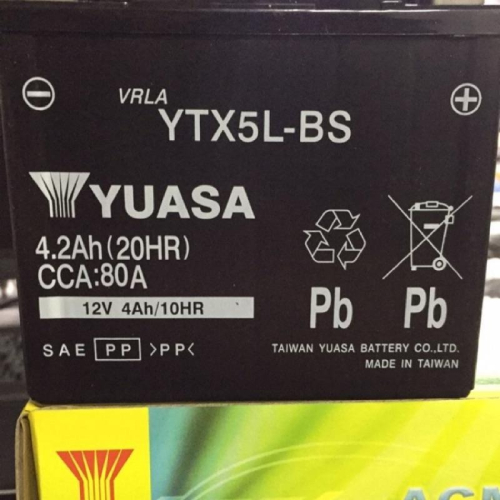 VRLA
YTX5L-BS
YUASA
4.2Ah(20HR)
CCA:80A
12V 4Ah/10HR
SAE PP >PP<
Pb Pb
TAIWAN YUASA BATTERY CO.,LTD.
MADE IN TAIWAN